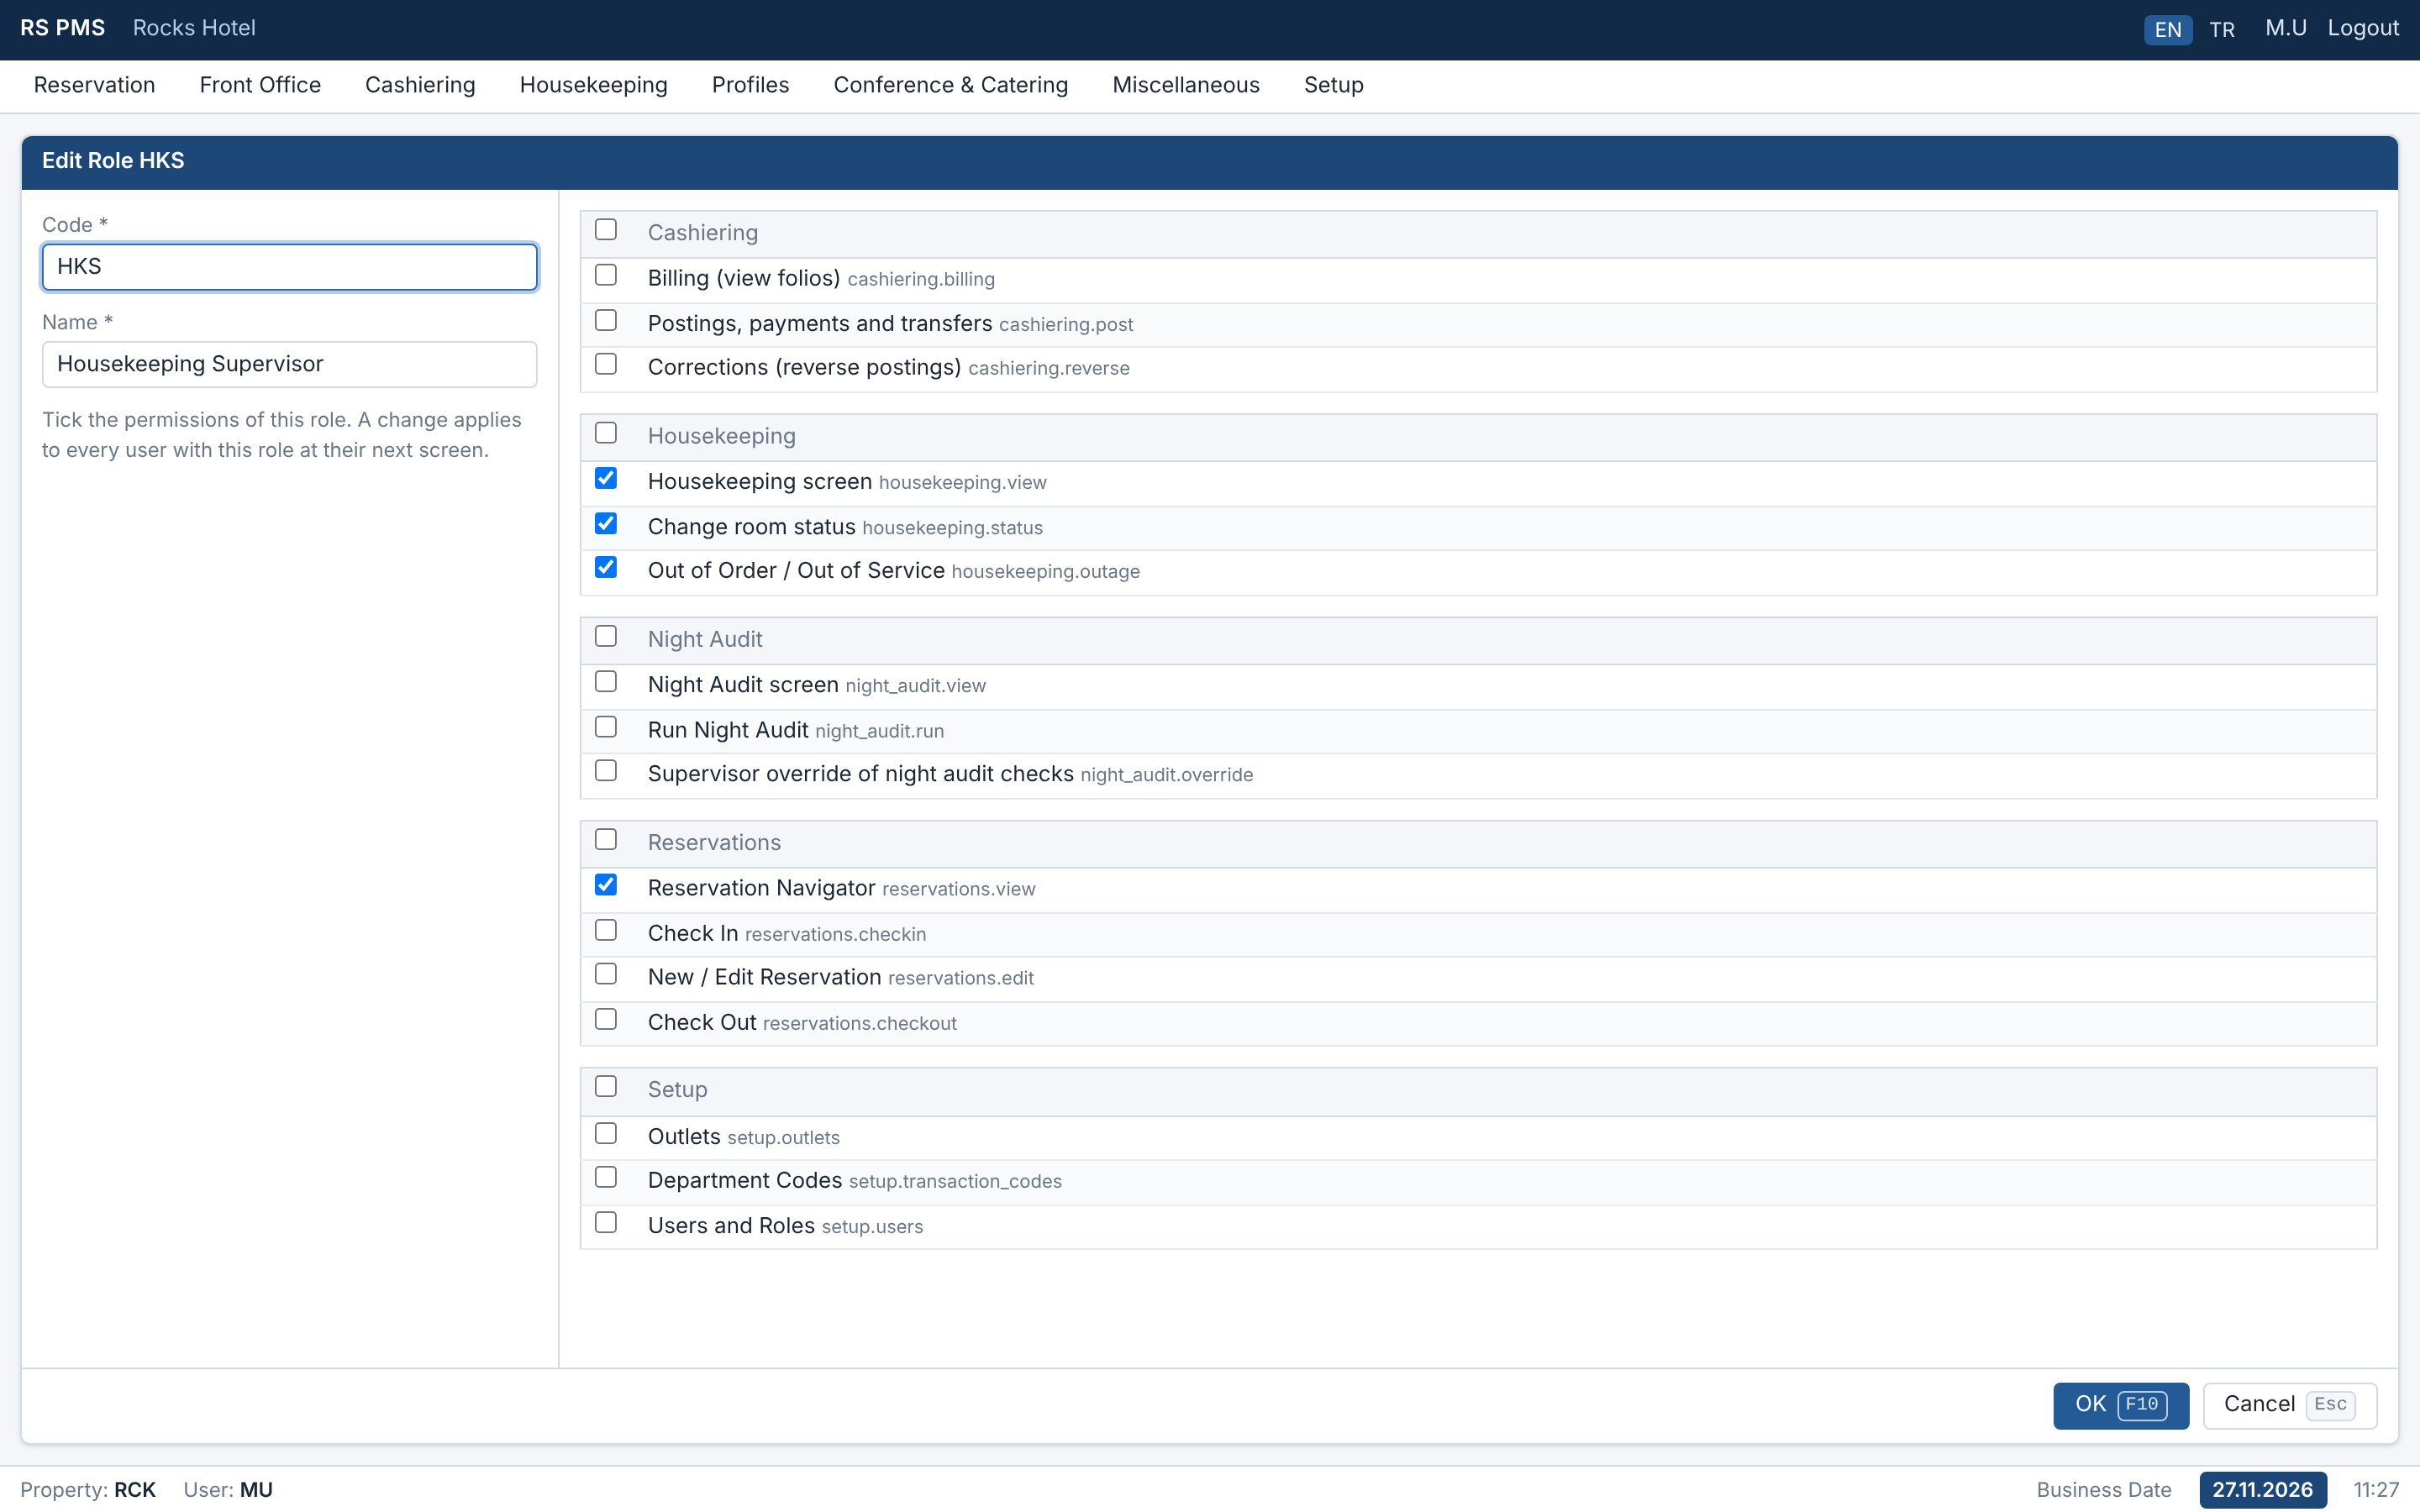 RS PMS Rocks Hotel EN TR M.U Logout
Reservation Front Office Cashiering Housekeeping Profiles Conference & Catering Miscellaneous Setup
Edit Role HKS
Code *
HKS
Name *
Housekeeping Supervisor
Tick the permissions of this role. A change applies
to every user with this role at their next screen.
Cashiering
Billing (view folios) cashiering.billing
Postings, payments and transfers cashiering.post
Corrections (reverse postings) cashiering.reverse
Housekeeping
Housekeeping screen housekeeping.view
Change room status housekeeping.status
Out of Order / Out of Service housekeeping.outage
Night Audit
Night Audit screen night_audit.view
Run Night Audit night_audit.run
Supervisor override of night audit checks night_audit.override
Reservations
Reservation Navigator reservations.view
Check In reservations.checkin
New / Edit Reservation reservations.edit
Check Out reservations.checkout
Setup
Outlets setup.outlets
Department Codes setup.transaction_codes
Users and Roles setup.users
OK F10 Cancel Esc
Property: RCK User: MU Business Date 27.11.2026 11:27